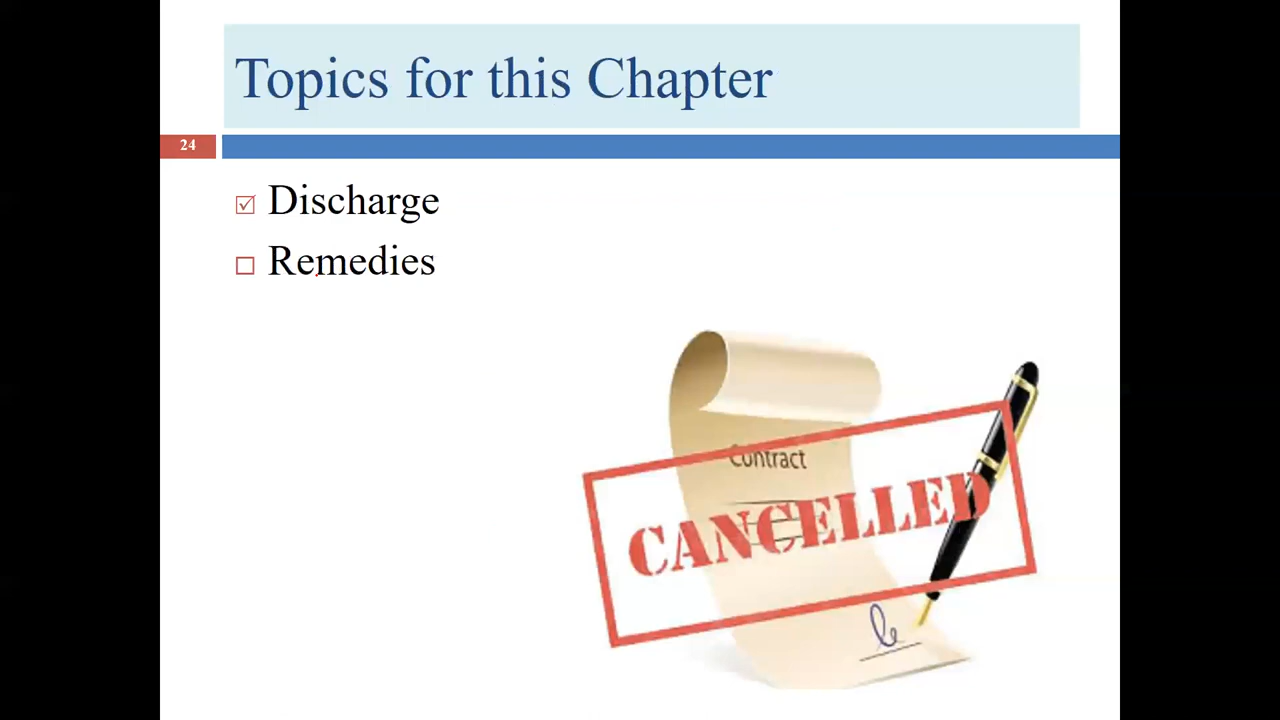 Topics for this Chapter
24
Discharge
Remedies
Contract
CANCELLED